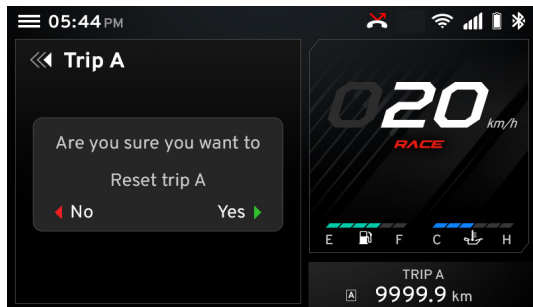 05:44 PM
Trip A
Are you sure you want to
Reset trip A
No Yes
020 km/h
RACE
E F C H
TRIP A
A 9999.9 km